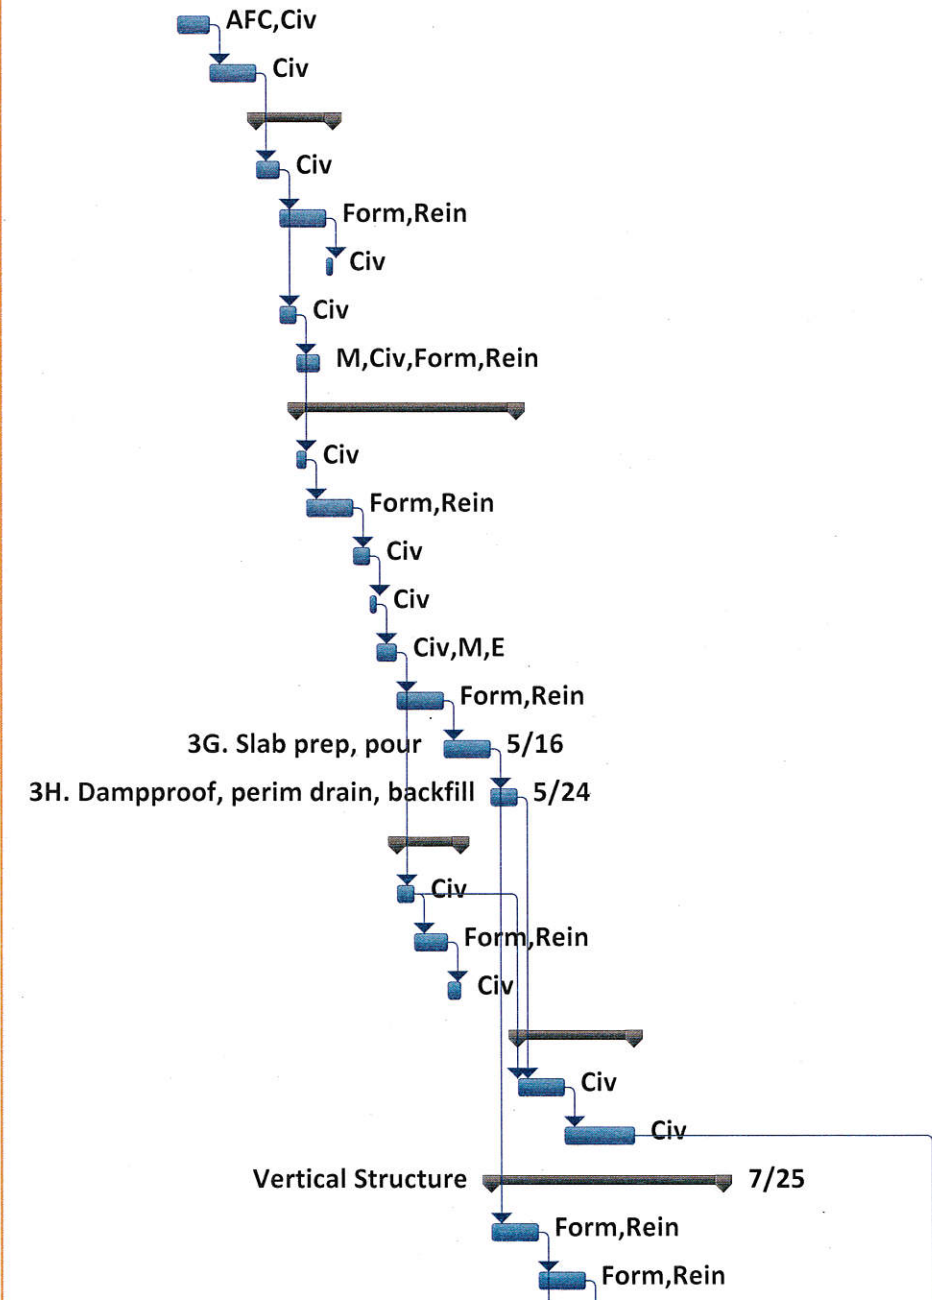 AFC,Civ
Civ
Civ
Form,Rein
Civ
Civ
M,Civ,Form,Rein
Civ
Form,Rein
Civ
Civ
Civ,M,E
Form,Rein
3G. Slab prep, pour 5/16
3H. Dampproof, perim drain, backfill 5/24
Civ
Form,Rein
Civ
Civ
Civ
Vertical Structure 7/25
Form,Rein
Form,Rein